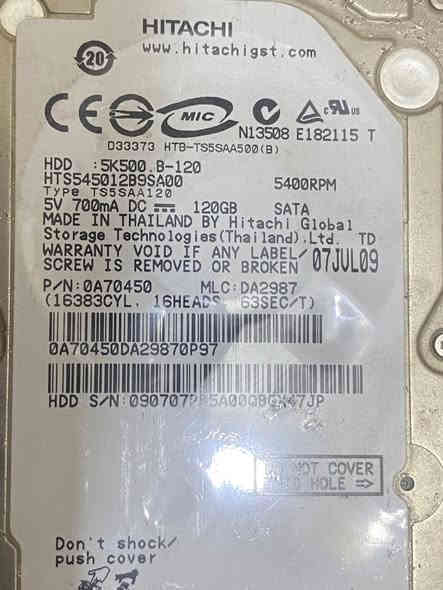 HITACHI
www.hitachigst.com
20
CE MIC N13508 E182115 T
D33373 HTB-TS5SAA500(B)
HDD :5K500.B-120
HTS545012B9SA00 5400RPM
Type TS5SAA120
5V 700mA DC 120GB SATA
MADE IN THAILAND BY Hitachi Global
Storage Technologies(Thailand).Ltd. TD
WARRANTY VOID IF ANY LABEL/ 07JUL09
SCREW IS REMOVED OR BROKEN
P/N:0A70450 MLC:DA2987
(16383CYL. 16HEADS. 63SEC/T)
0A70450DA29870P97
HDD S/N:
NOT COVER
HOLE =>
Don't shock/
push cover